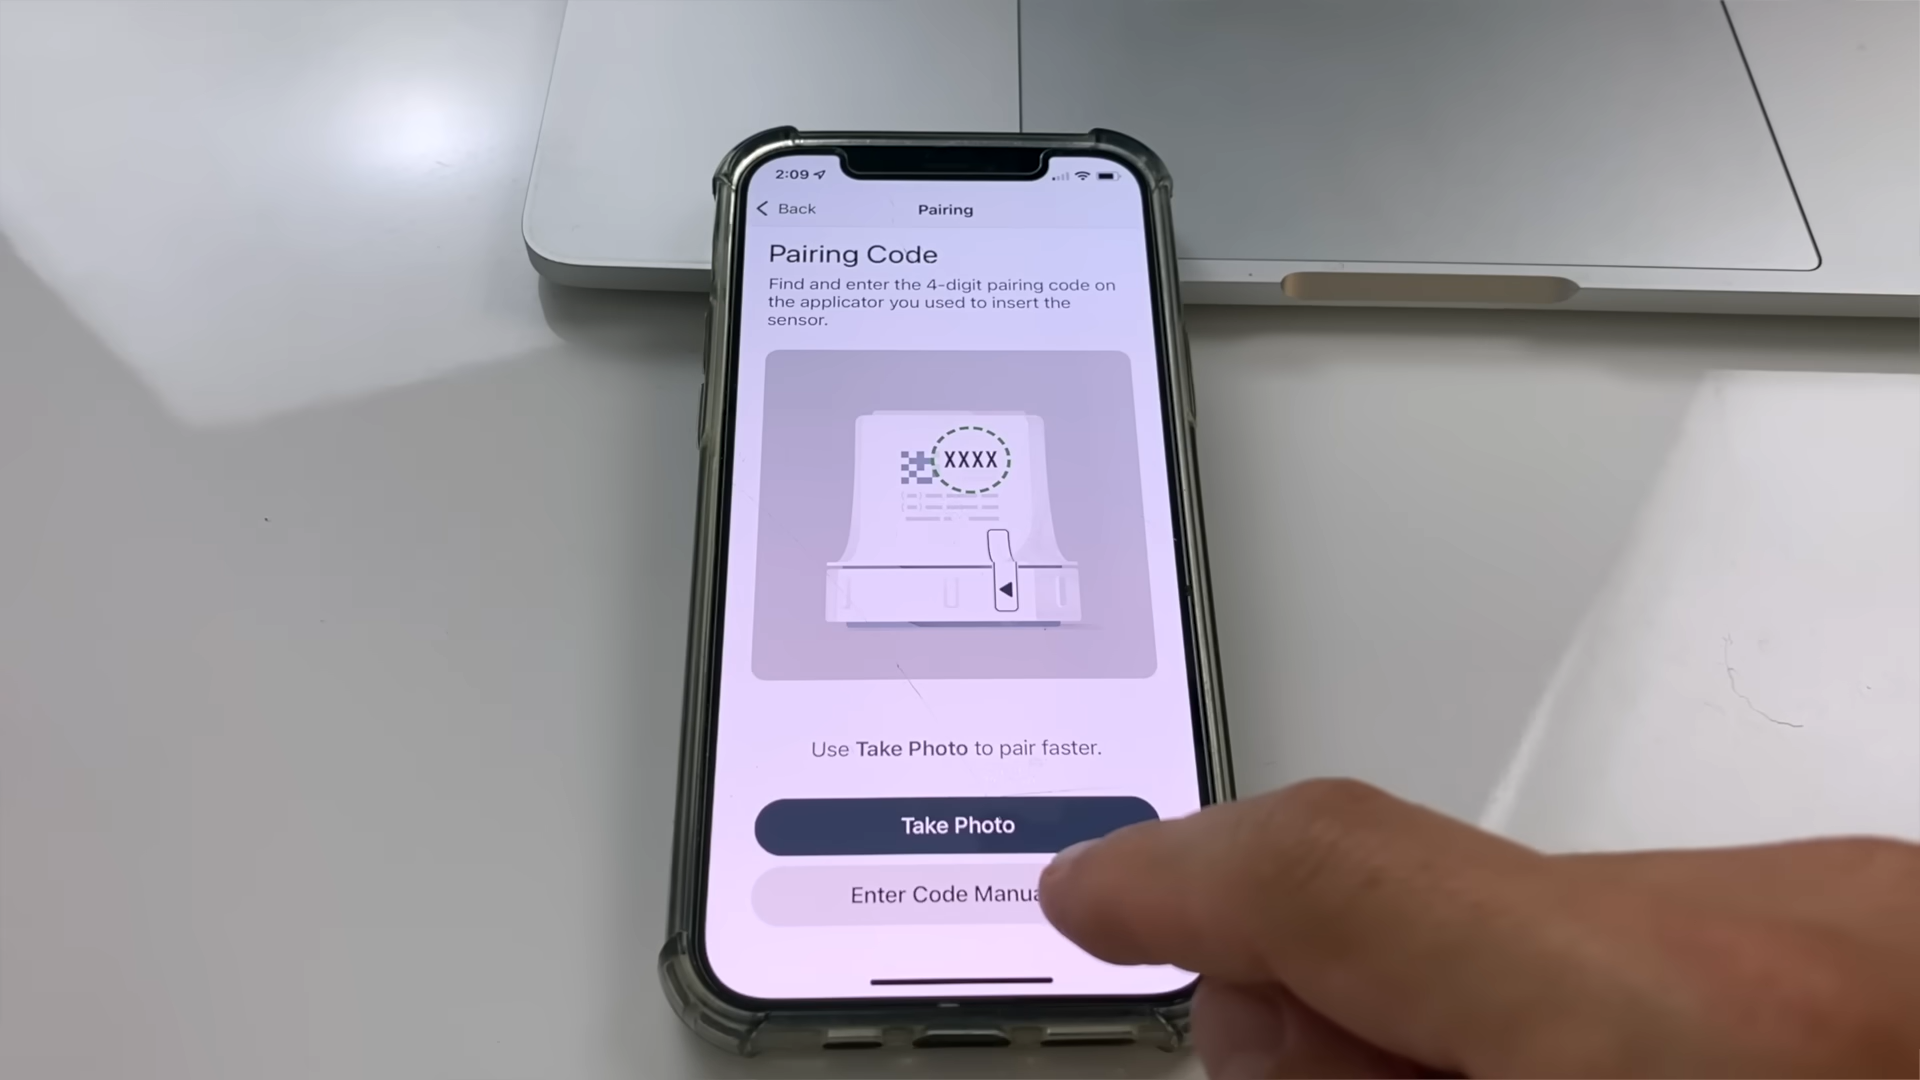 2:09
Back
Pairing
Pairing Code
Find and enter the 4-digit pairing code on
the applicator you used to insert the
sensor.
XXXX
Use Take Photo to pair faster.
Take Photo
Enter Code